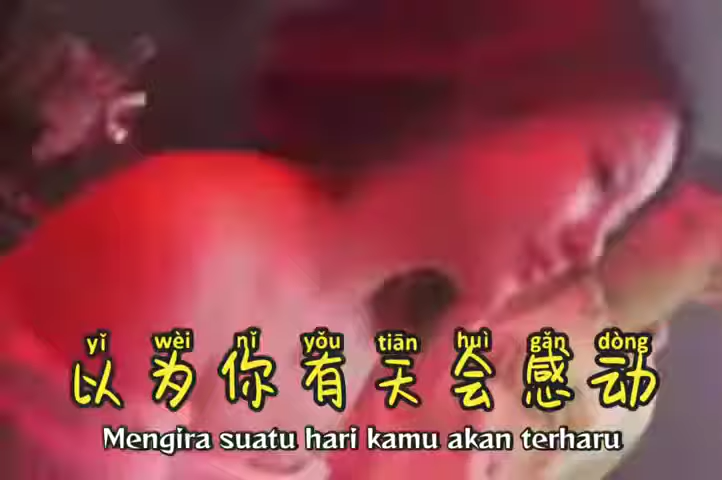 yǐ wèi nǐ yǒu tiān huì gǎn dòng
以为你有天会感动
Mengira suatu hari kamu akan terharu